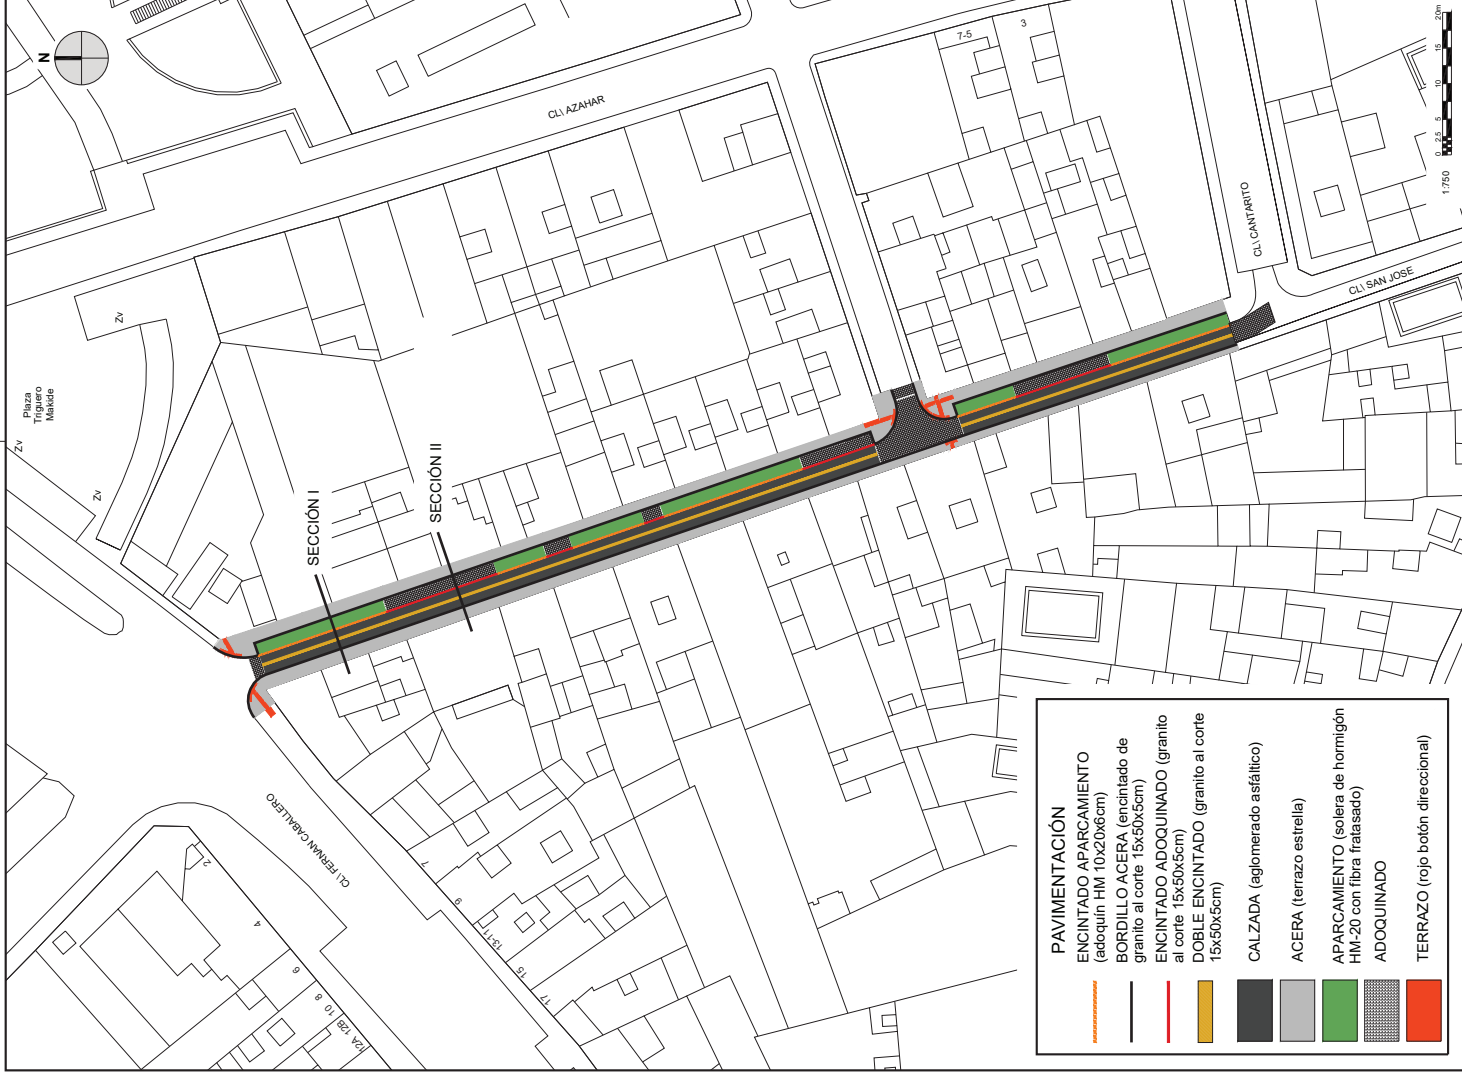 N
Plaza
Triguero
Makide
Zv
Zv
Zv
CL\ AZAHAR
7-5
3
CL\ CANTARITO
CL\ SAN JOSE
SECCIÓN I
SECCIÓN II
CL\ FERNAN CABALLERO
2
4
6
8
10
12B
12A
7
9
13-11
15
17
1:750
0 2.5 5 10 15 20m
PAVIMENTACIÓN
ENCINTADO APARCAMIENTO
(adoquín HM 10x20x6cm)
BORDILLO ACERA (encintado de
granito al corte 15x50x5cm)
ENCINTADO ADOQUINADO (granito
al corte 15x50x5cm)
DOBLE ENCINTADO (granito al corte
15x50x5cm)
CALZADA (aglomerado asfáltico)
ACERA (terrazo estrella)
APARCAMIENTO (solera de hormigón
HM-20 con fibra fratasado)
ADOQUINADO
TERRAZO (rojo botón direccional)